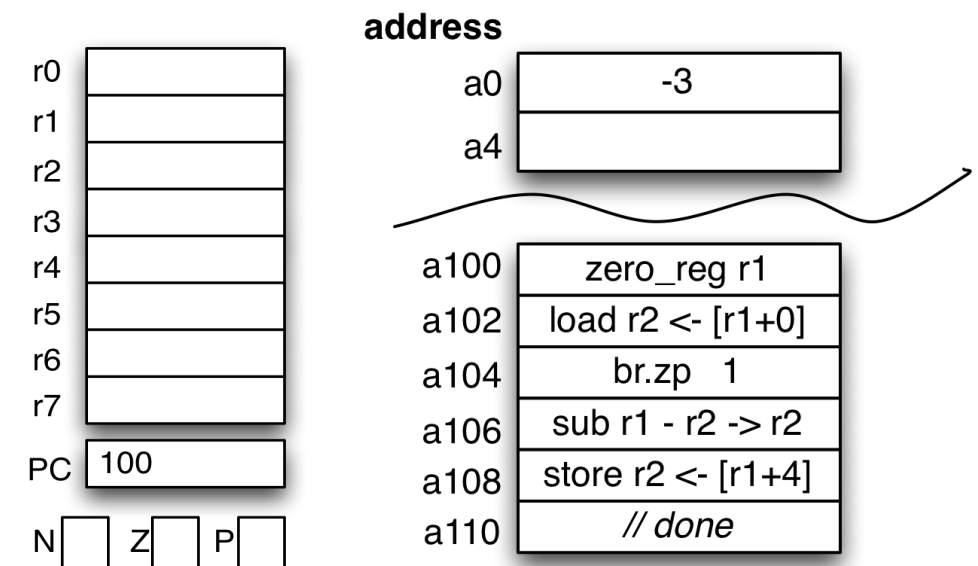 address
r0
r1
r2
r3
r4
r5
r6
r7
PC 100
N Z P
a0 -3
a4
a100 zero_reg r1
a102 load r2 <- [r1+0]
a104 br.zp 1
a106 sub r1 - r2 -> r2
a108 store r2 <- [r1+4]
a110 // done